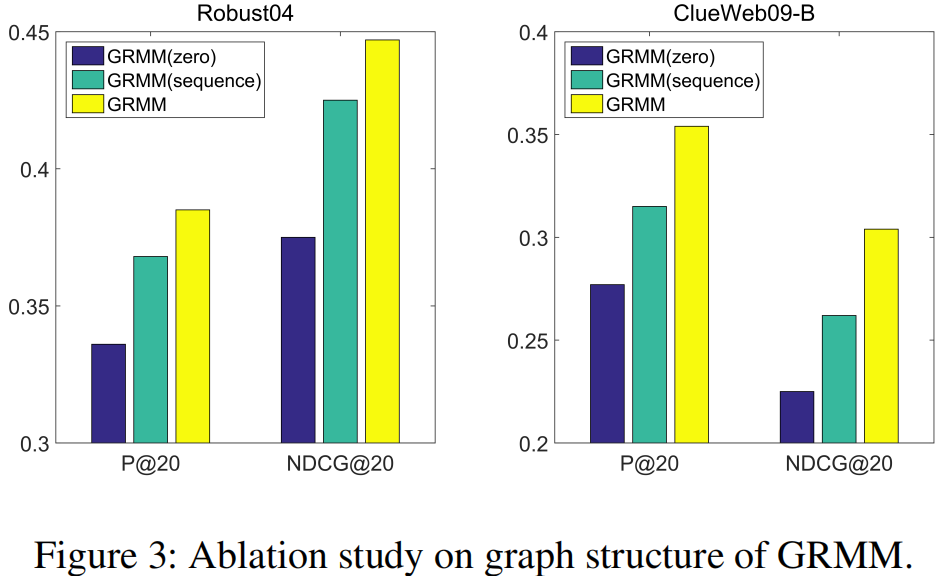 Robust04
0.45
0.4
0.35
0.3
GRMM(zero)
GRMM(sequence)
GRMM
P@20
NDCG@20
ClueWeb09-B
0.4
0.35
0.3
0.25
0.2
GRMM(zero)
GRMM(sequence)
GRMM
P@20
NDCG@20
Figure 3: Ablation study on graph structure of GRMM.